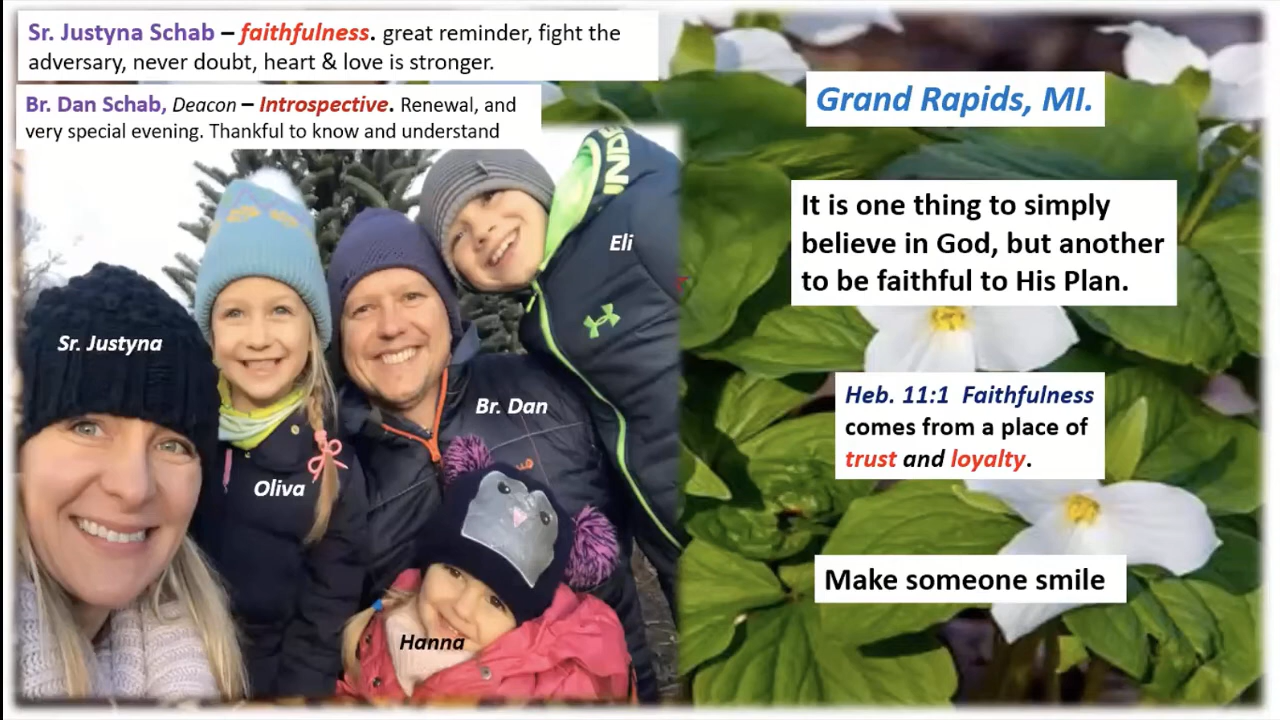 Sr. Justyna Schab – faithfulness. great reminder, fight the
adversary, never doubt, heart & love is stronger.
Br. Dan Schab, Deacon – Introspective. Renewal, and
very special evening. Thankful to know and understand
Sr. Justyna
Oliva
Br. Dan
Eli
UNDE
Hanna
Grand Rapids, MI.
It is one thing to simply
believe in God, but another
to be faithful to His Plan.
Heb. 11:1 Faithfulness
comes from a place of
trust and loyalty.
Make someone smile